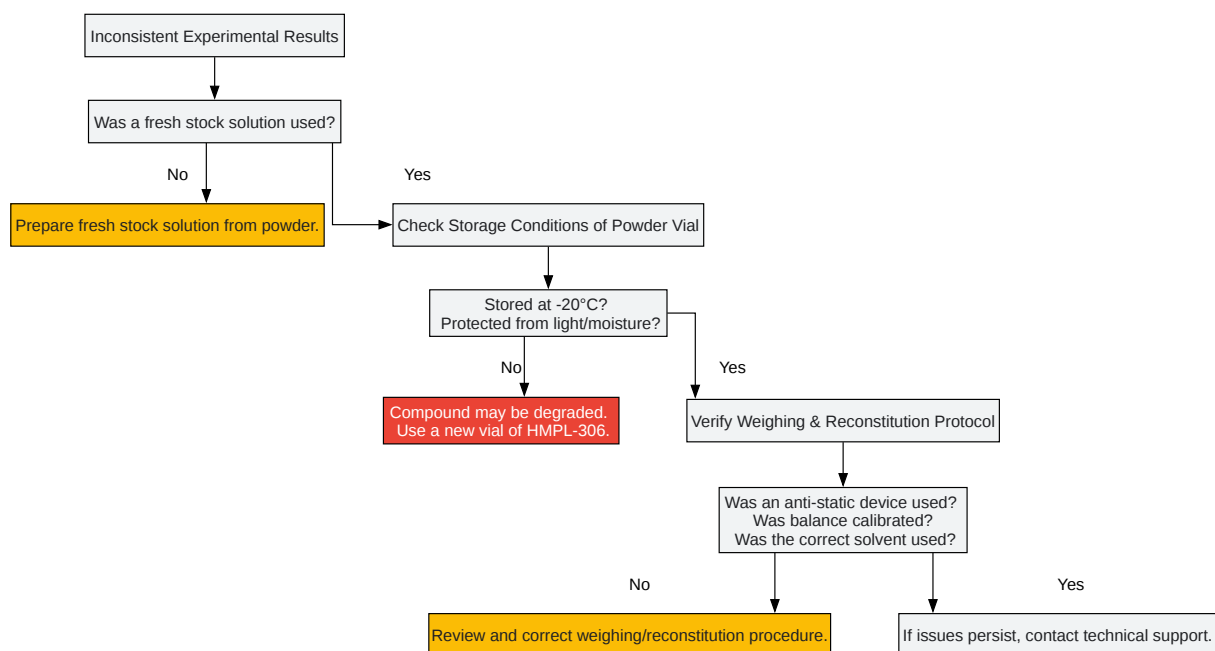 Inconsistent Experimental Results
Was a fresh stock solution used?
No
Yes
Prepare fresh stock solution from powder.
Check Storage Conditions of Powder Vial
Stored at -20°C?
Protected from light/moisture?
No
Yes
Compound may be degraded.
Use a new vial of HMPL-306.
Verify Weighing & Reconstitution Protocol
Was an anti-static device used?
Was balance calibrated?
Was the correct solvent used?
No
Yes
Review and correct weighing/reconstitution procedure.
If issues persist, contact technical support.